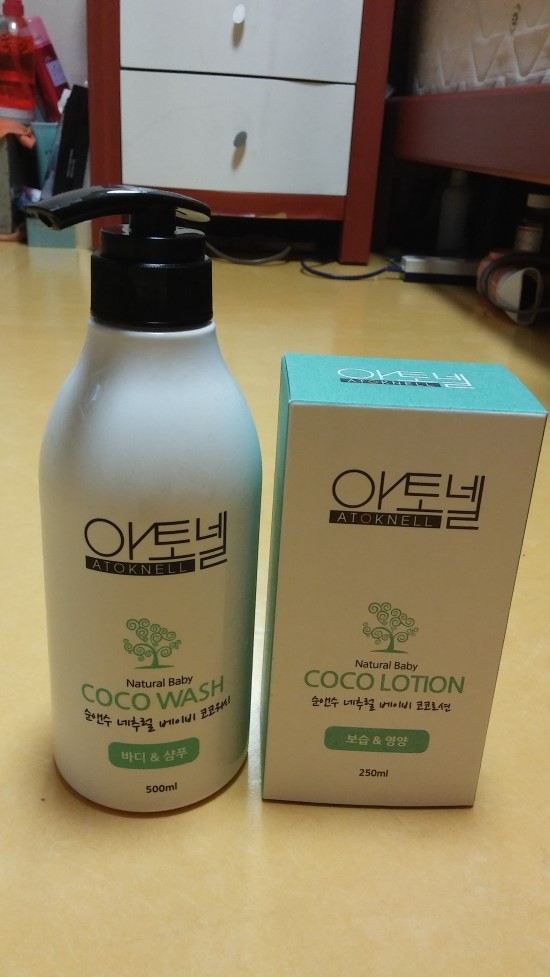 아토넬
ATOKNELL
Natural Baby
COCO WASH
순앤수 네추럴 베이비 코코워시
바디 & 샴푸
500ml
아토넬
ATOKNELL
아토넬
ATOKNELL
Natural Baby
COCO LOTION
순앤수 네추럴 베이비 코코로션
보습 & 영양
250ml